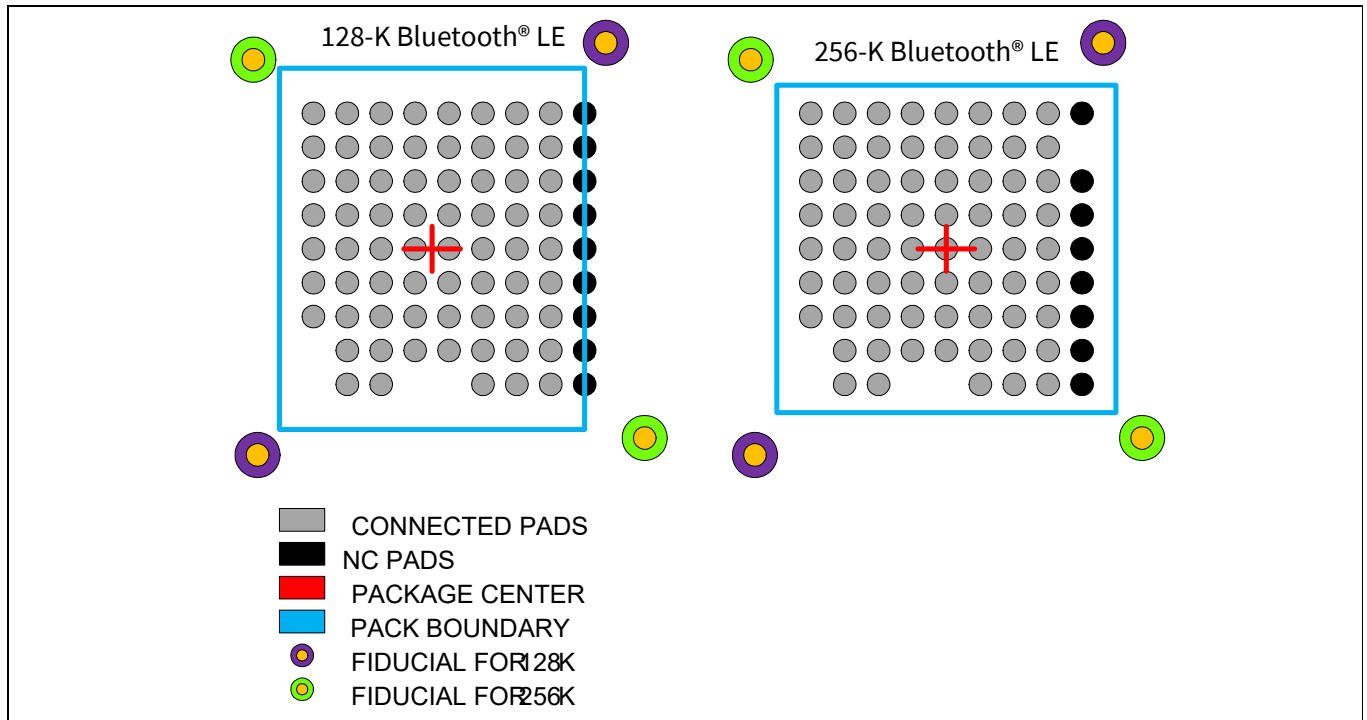 128-K Bluetooth® LE
256-K Bluetooth® LE
CONNECTED PADS
NC PADS
PACKAGE CENTER
PACK BOUNDARY
FIDUCIAL FOR128K
FIDUCIAL FOR256K